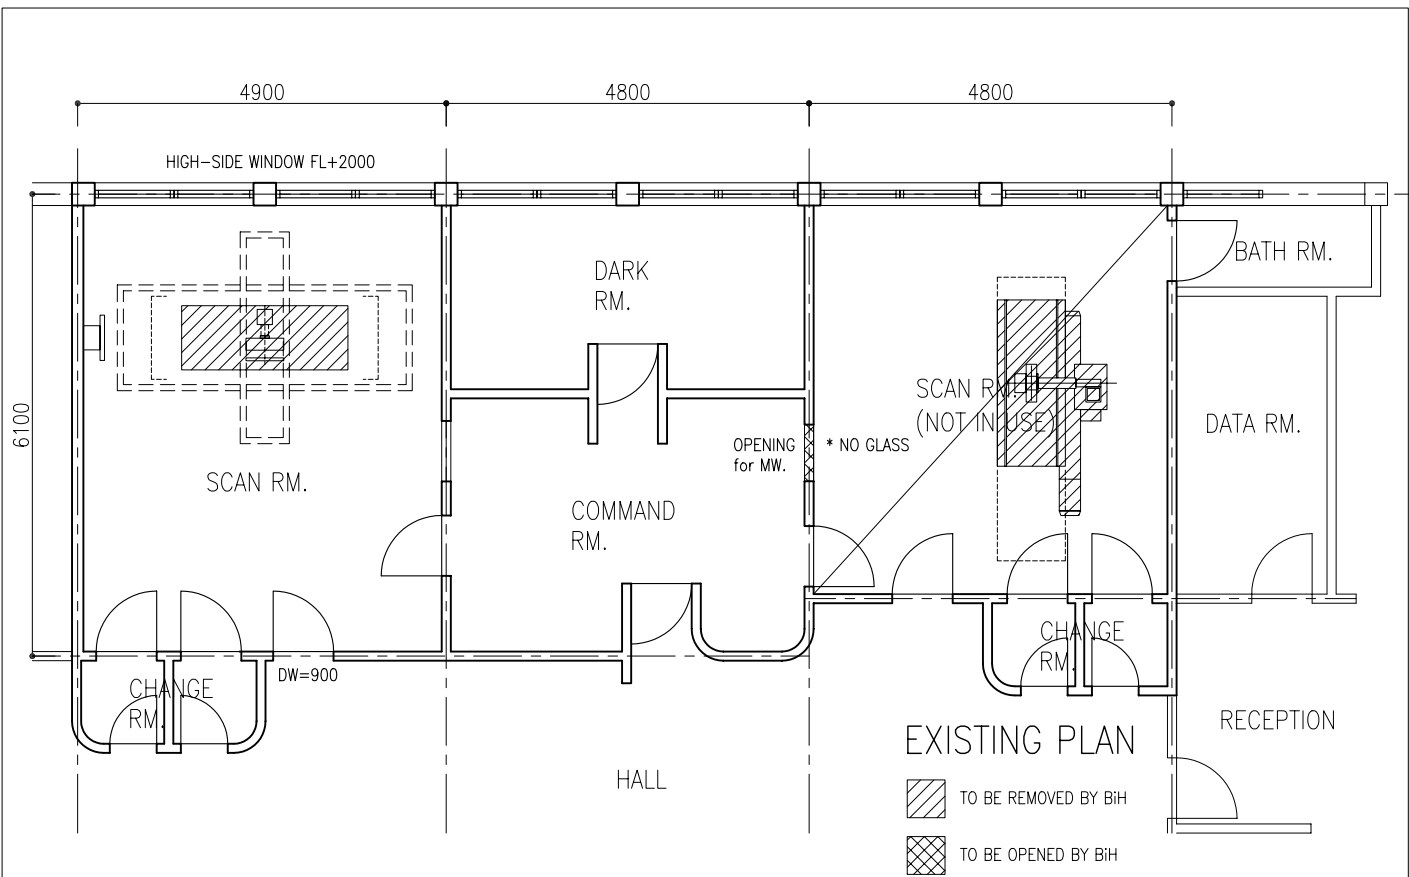 4900
4800
4800
HIGH-SIDE WINDOW FL+2000
6100
DARK
RM.
BATH RM.
SCAN RM.
(NOT IN USE)
DATA RM.
OPENING
for MW.
* NO GLASS
SCAN RM.
COMMAND
RM.
CHANGE
RM.
DW=900
CHANGE
RM.
RECEPTION
HALL
EXISTING PLAN
TO BE REMOVED BY BiH
TO BE OPENED BY BiH